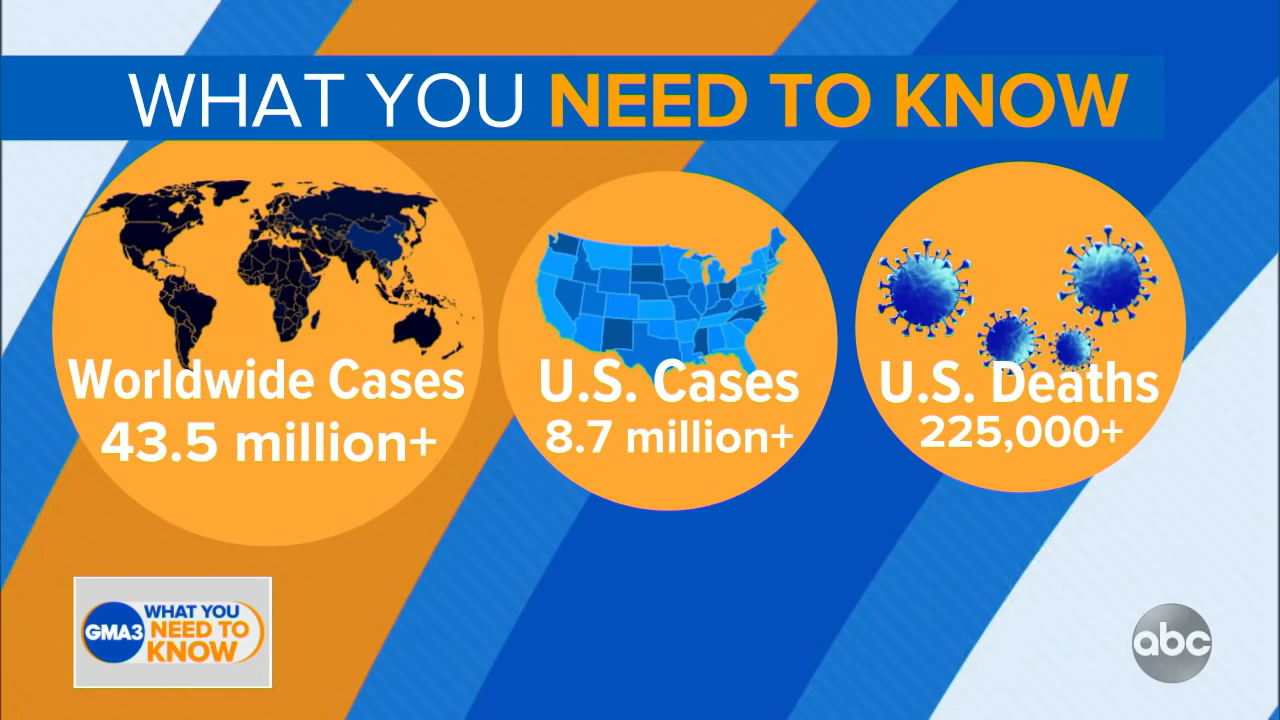 WHAT YOU NEED TO KNOW
Worldwide Cases
43.5 million+
U.S. Cases
8.7 million+
U.S. Deaths
225,000+
GMA3
WHAT YOU
NEED TO
KNOW
abc